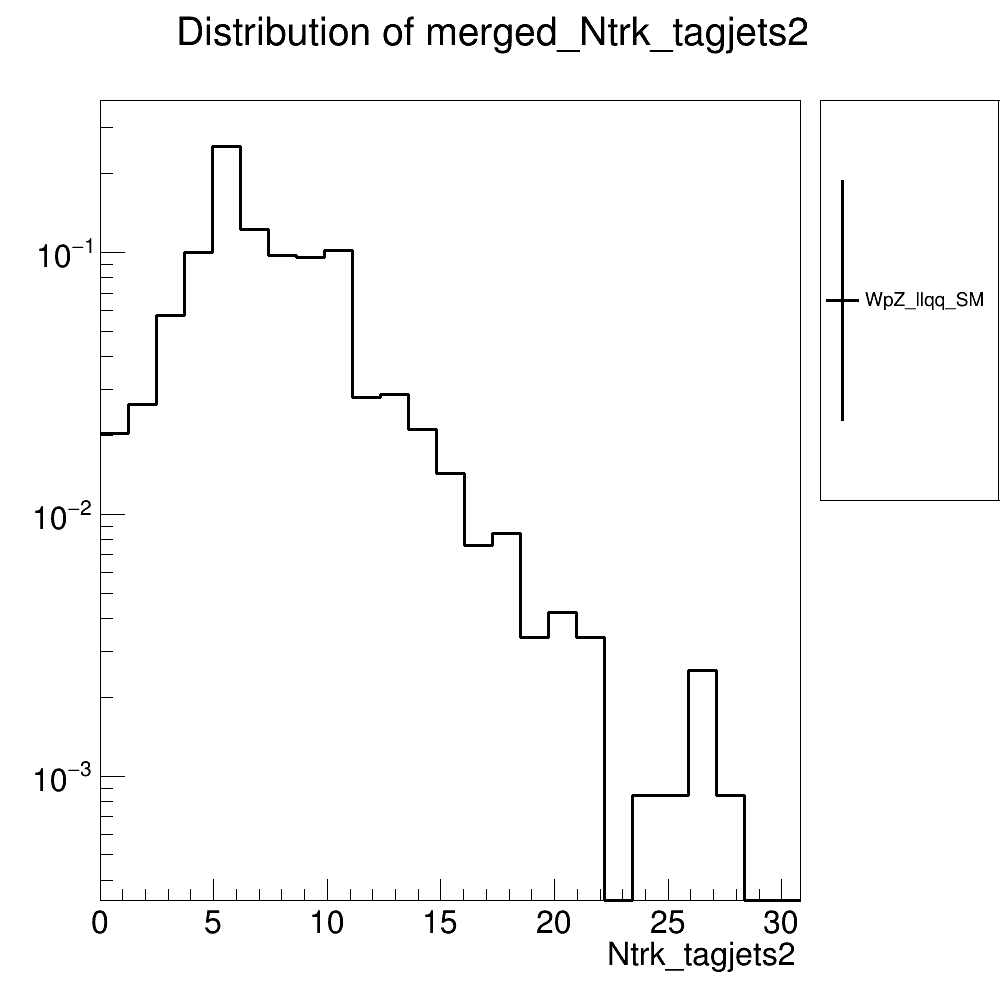 Distribution of merged_Ntrk_tagjets2
10⁻¹
10⁻²
10⁻³
0 5 10 15 20 25 30
Ntrk_tagjets2
WpZ_llqq_SM